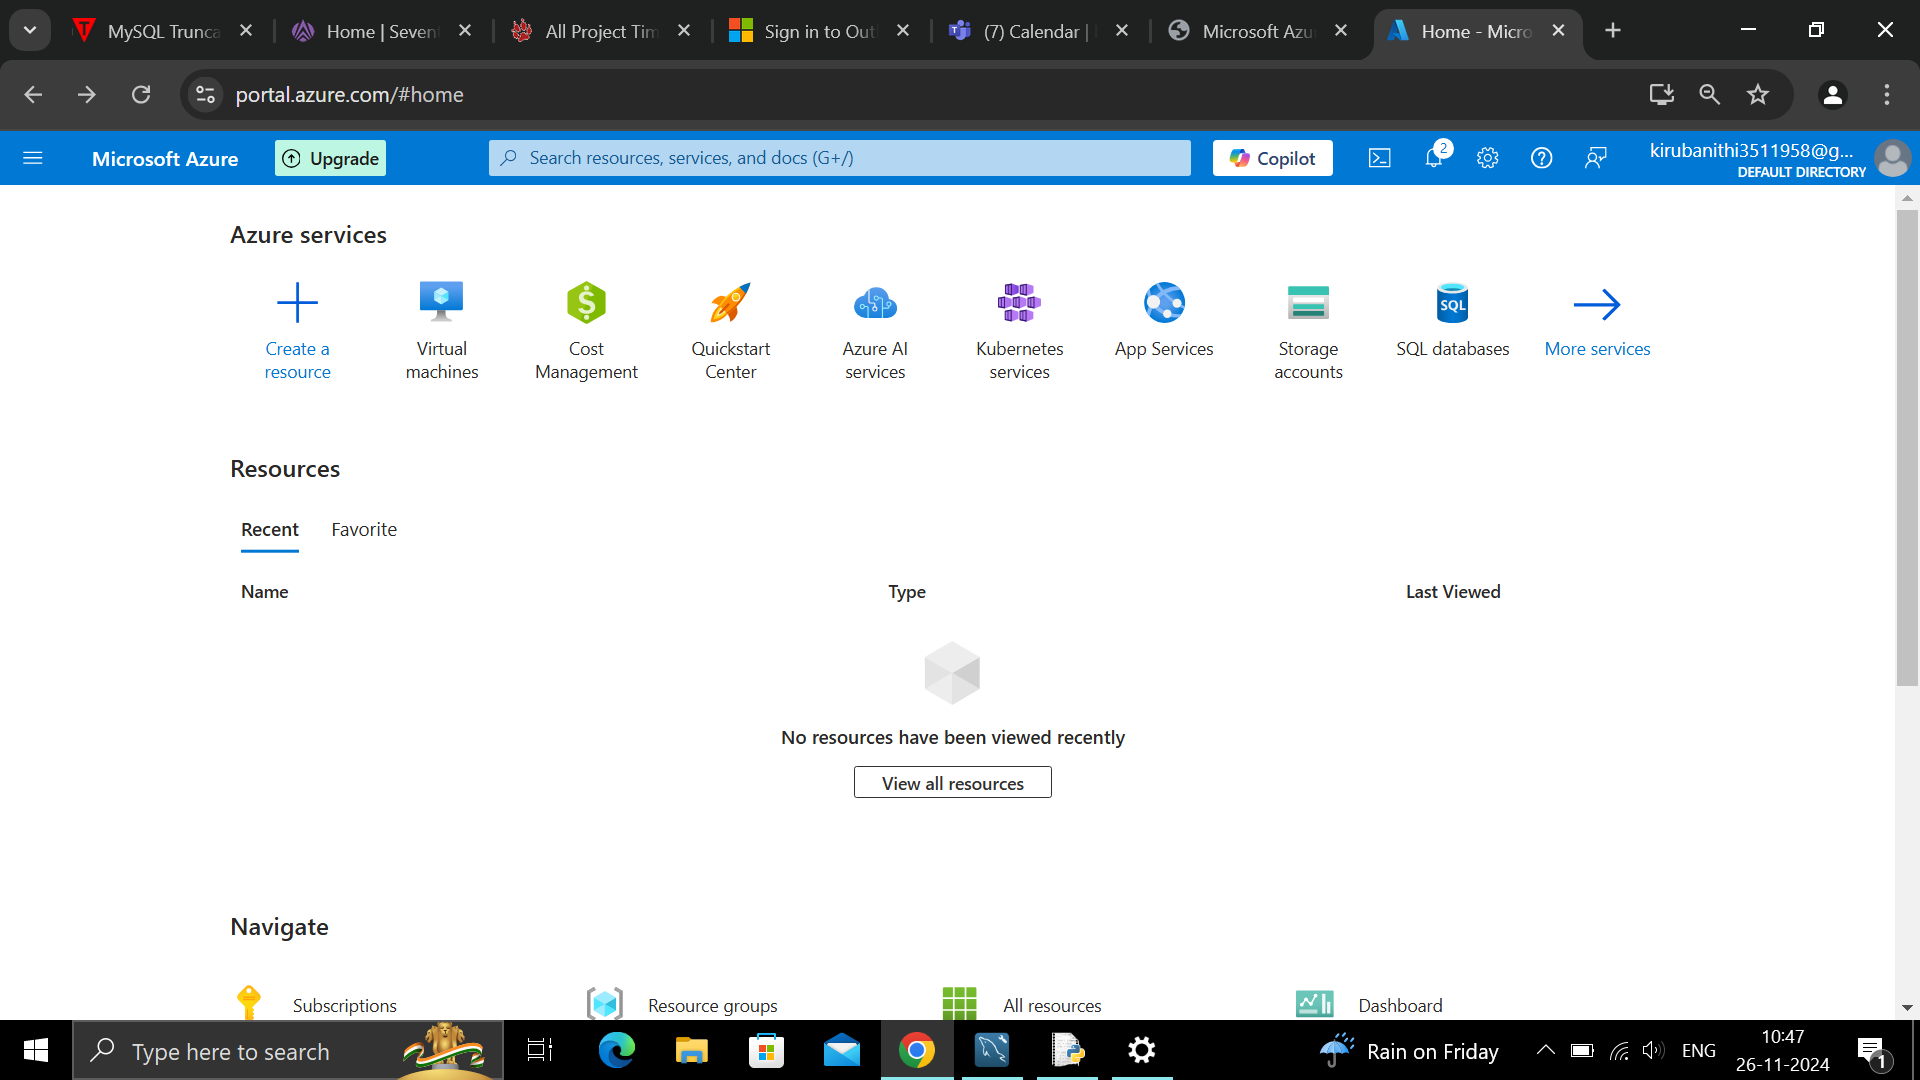 MySQL Trunca
Home | Seven
All Project Tim
Sign in to Out
(7) Calendar |
Microsoft Azu
Home - Micro
portal.azure.com/#home
Microsoft Azure
Upgrade
Search resources, services, and docs (G+/)
Copilot
2
kirubanithi3511958@g...
DEFAULT DIRECTORY
Azure services
Create a
resource
Virtual
machines
Cost
Management
Quickstart
Center
Azure AI
services
Kubernetes
services
App Services
Storage
accounts
SQL
SQL databases
More services
Resources
Recent
Favorite
Name
Type
Last Viewed
No resources have been viewed recently
View all resources
Navigate
Subscriptions
Resource groups
All resources
Dashboard
Type here to search
Rain on Friday
ENG
10:47
26-11-2024
1